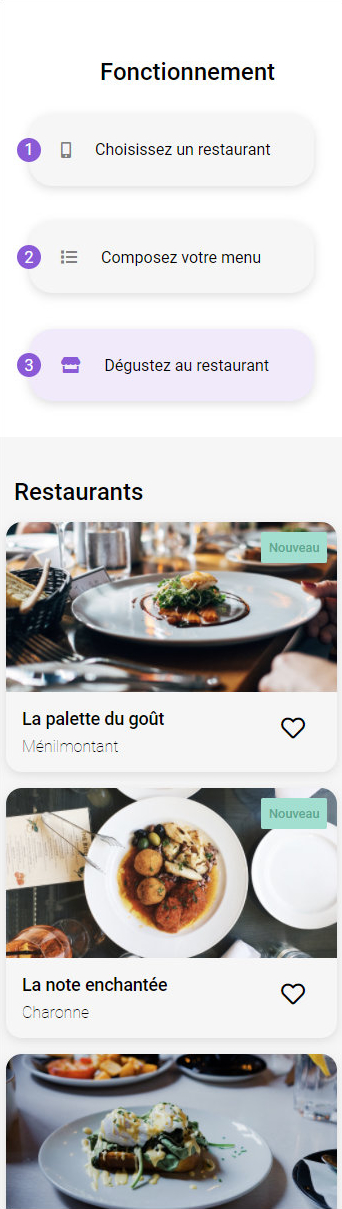 Fonctionnement
1 Choisissez un restaurant
2 Composez votre menu
3 Dégustez au restaurant
Restaurants
Nouveau
La palette du goût
Ménilmontant
Nouveau
La note enchantée
Charonne